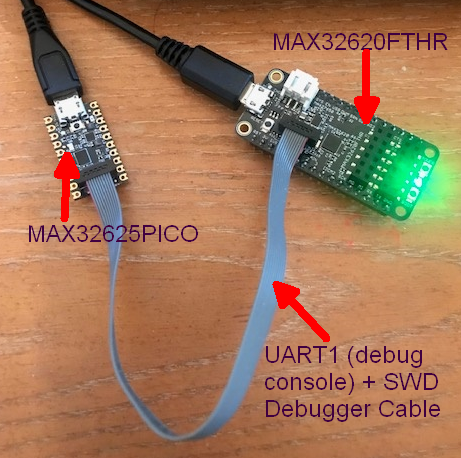 MAX32620FTHR
MAX32625PICO
UART1 (debug
console) + SWD
Debugger Cable